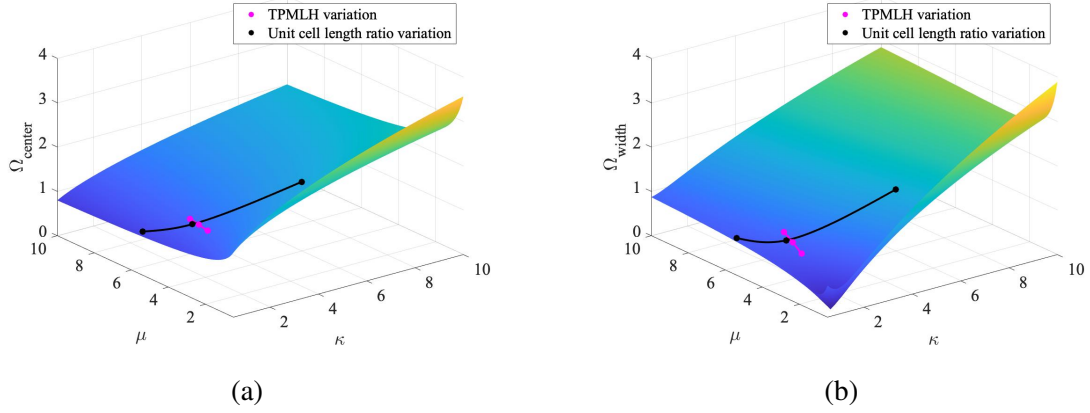 TPMLH variation
Unit cell length ratio variation
4
3
2
1
0
Ω_center
10
8
6
4
2
μ
2
4
6
8
10
κ
(a)
TPMLH variation
Unit cell length ratio variation
4
3
2
1
0
Ω_width
10
8
6
4
2
μ
2
4
6
8
10
κ
(b)